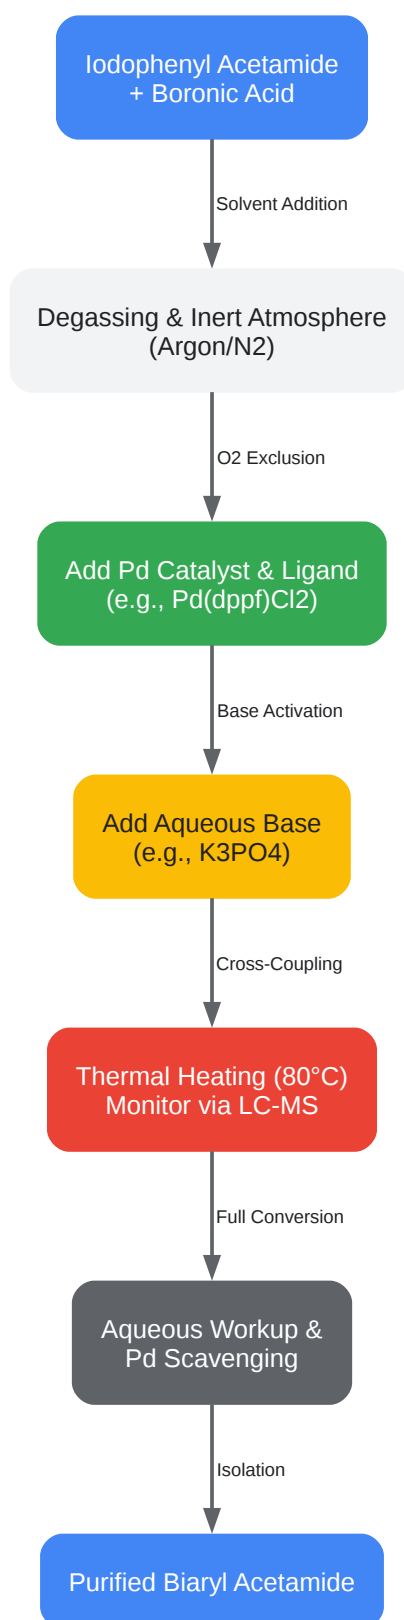 Iodophenyl Acetamide
+ Boronic Acid
Solvent Addition
Degassing & Inert Atmosphere
(Argon/N2)
O2 Exclusion
Add Pd Catalyst & Ligand
(e.g., Pd(dppf)Cl2)
Base Activation
Add Aqueous Base
(e.g., K3PO4)
Cross-Coupling
Thermal Heating (80°C)
Monitor via LC-MS
Full Conversion
Aqueous Workup &
Pd Scavenging
Isolation
Purified Biaryl Acetamide